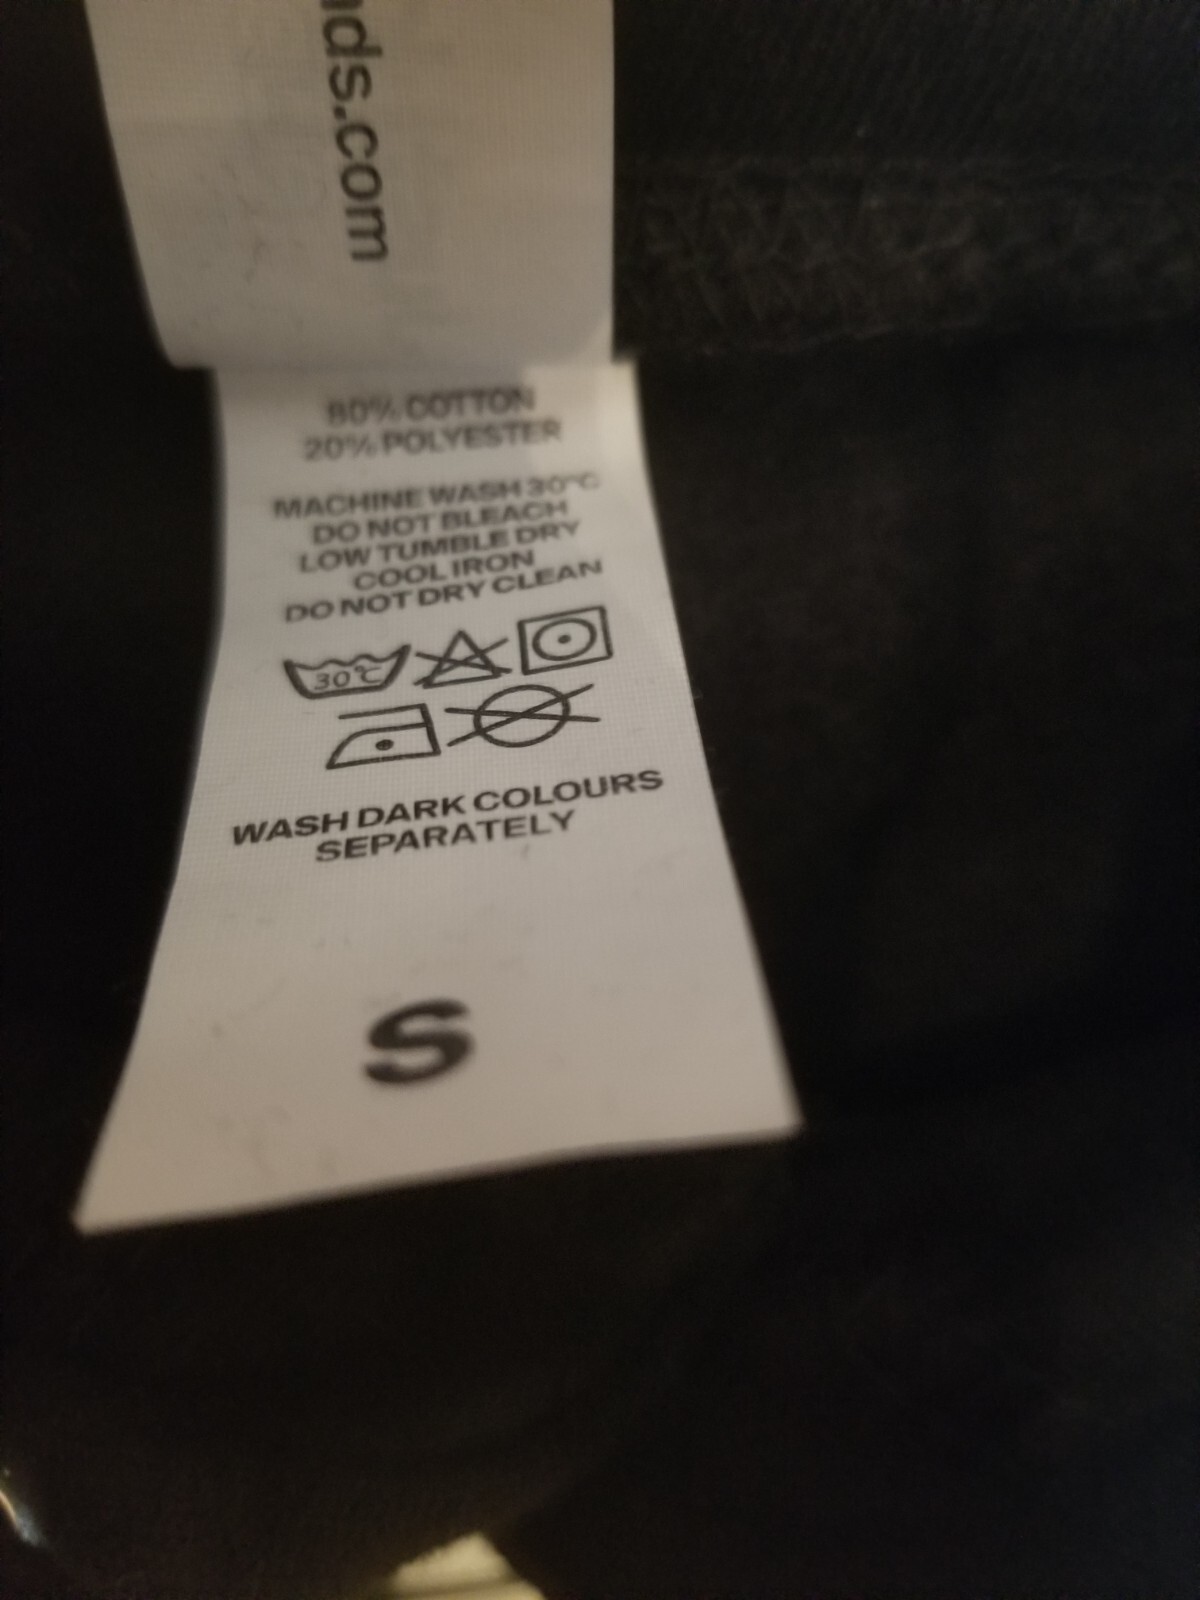 nds.com
80% COTTON
20% POLYESTER
MACHINE WASH 30°C
DO NOT BLEACH
LOW TUMBLE DRY
COOL IRON
DO NOT DRY CLEAN
30°C
WASH DARK COLOURS
SEPARATELY
S